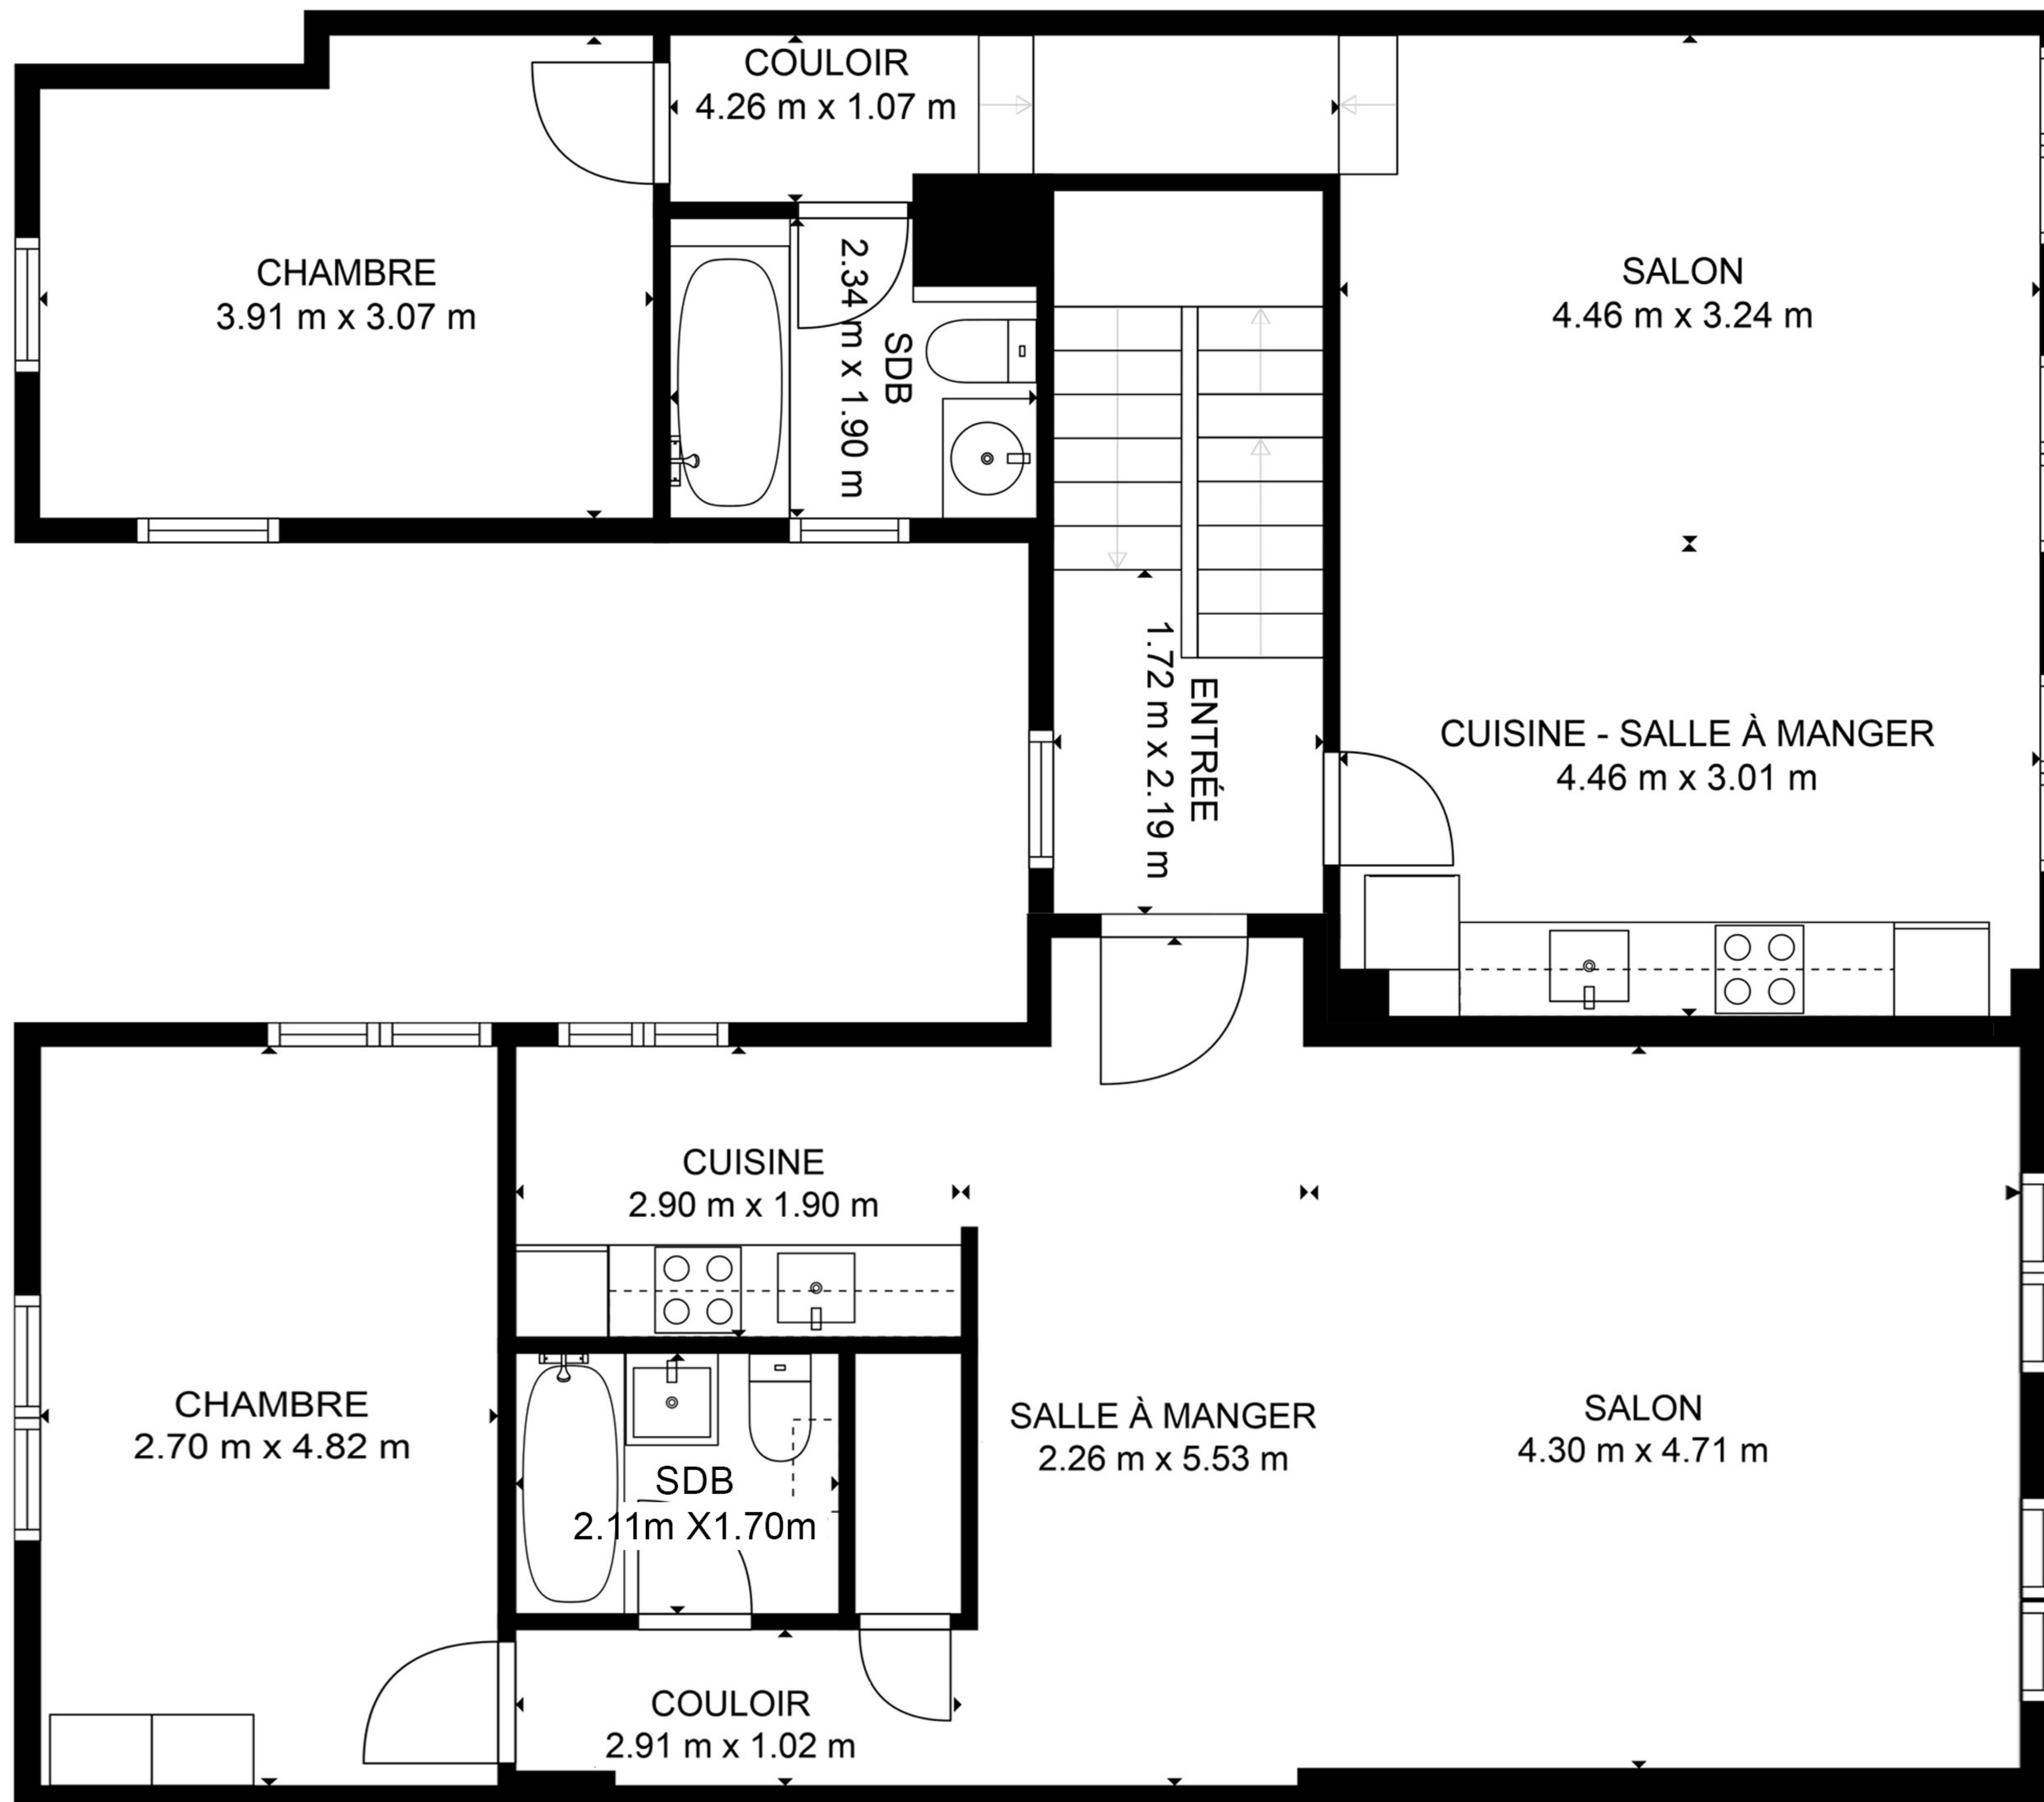 COULOIR
4.26 m x 1.07 m
CHAMBRE
3.91 m x 3.07 m
SDB
2.34 m x 1.90 m
SALON
4.46 m x 3.24 m
ENTRÉE
1.72 m x 2.19 m
CUISINE - SALLE À MANGER
4.46 m x 3.01 m
CUISINE
2.90 m x 1.90 m
CHAMBRE
2.70 m x 4.82 m
SDB
2.11m X1.70m
SALLE À MANGER
2.26 m x 5.53 m
SALON
4.30 m x 4.71 m
COULOIR
2.91 m x 1.02 m